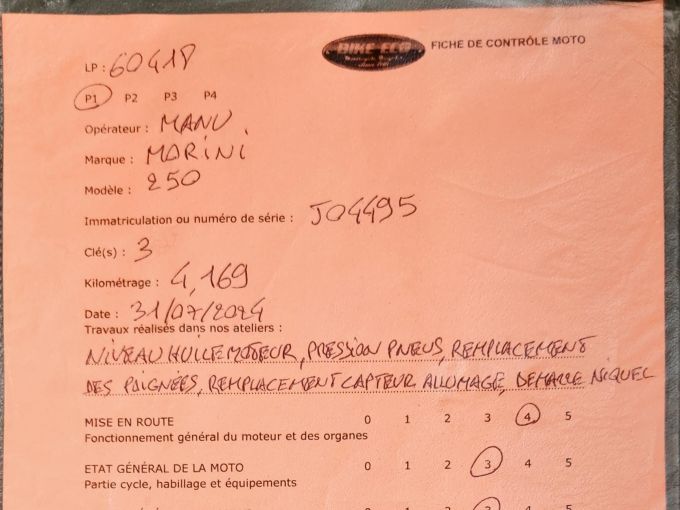 BIKE-ECO
FICHE DE CONTRÔLE MOTO
LP : 60418
P1 P2 P3 P4
Opérateur : MANU
Marque : MARINI
Modèle : 250
Immatriculation ou numéro de série : J04495
Clé(s) : 3
Kilométrage : 4,169
Date : 31/07/2024
Travaux réalisés dans nos ateliers :
NIVEAU HUILE MOTEUR, PRESSION PNEUS, REMPLACEMENT
DES POIGNÉES, REMPLACEMENT CAPTEUR ALLUMAGE, DEMARRE NIQUEL
MISE EN ROUTE 0 1 2 3 4 5
Fonctionnement général du moteur et des organes
ETAT GÉNÉRAL DE LA MOTO 0 1 2 3 4 5
Partie cycle, habillage et équipements